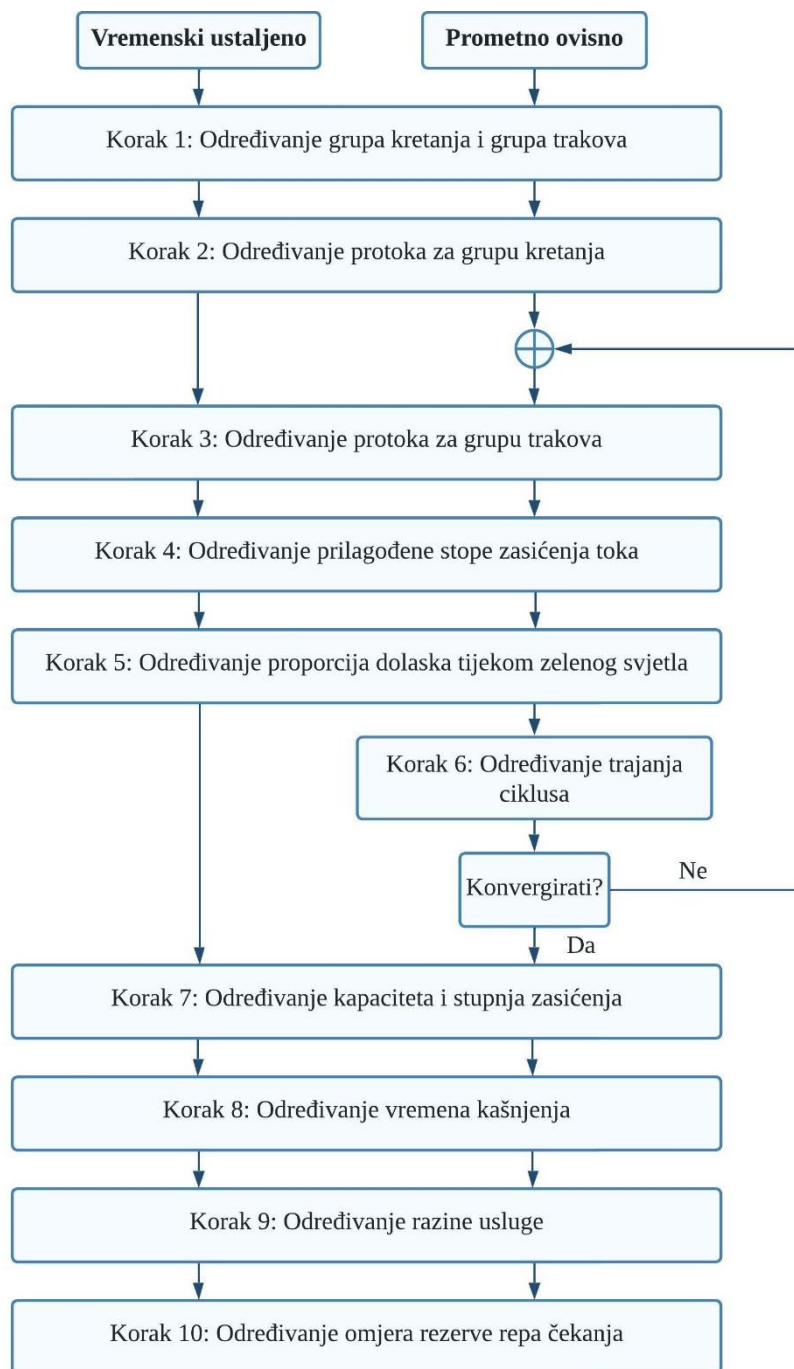 Vremenski ustaljeno
Prometno ovisno
Korak 1: Određivanje grupa kretanja i grupa trakova
Korak 2: Određivanje protoka za grupu kretanja
Korak 3: Određivanje protoka za grupu trakova
Korak 4: Određivanje prilagođene stope zasićenja toka
Korak 5: Određivanje proporcija dolaska tijekom zelenog svjetla
Korak 6: Određivanje trajanja
ciklusa
Konvergirati?
Ne
Da
Korak 7: Određivanje kapaciteta i stupnja zasićenja
Korak 8: Određivanje vremena kašnjenja
Korak 9: Određivanje razine usluge
Korak 10: Određivanje omjera rezerve repa čekanja